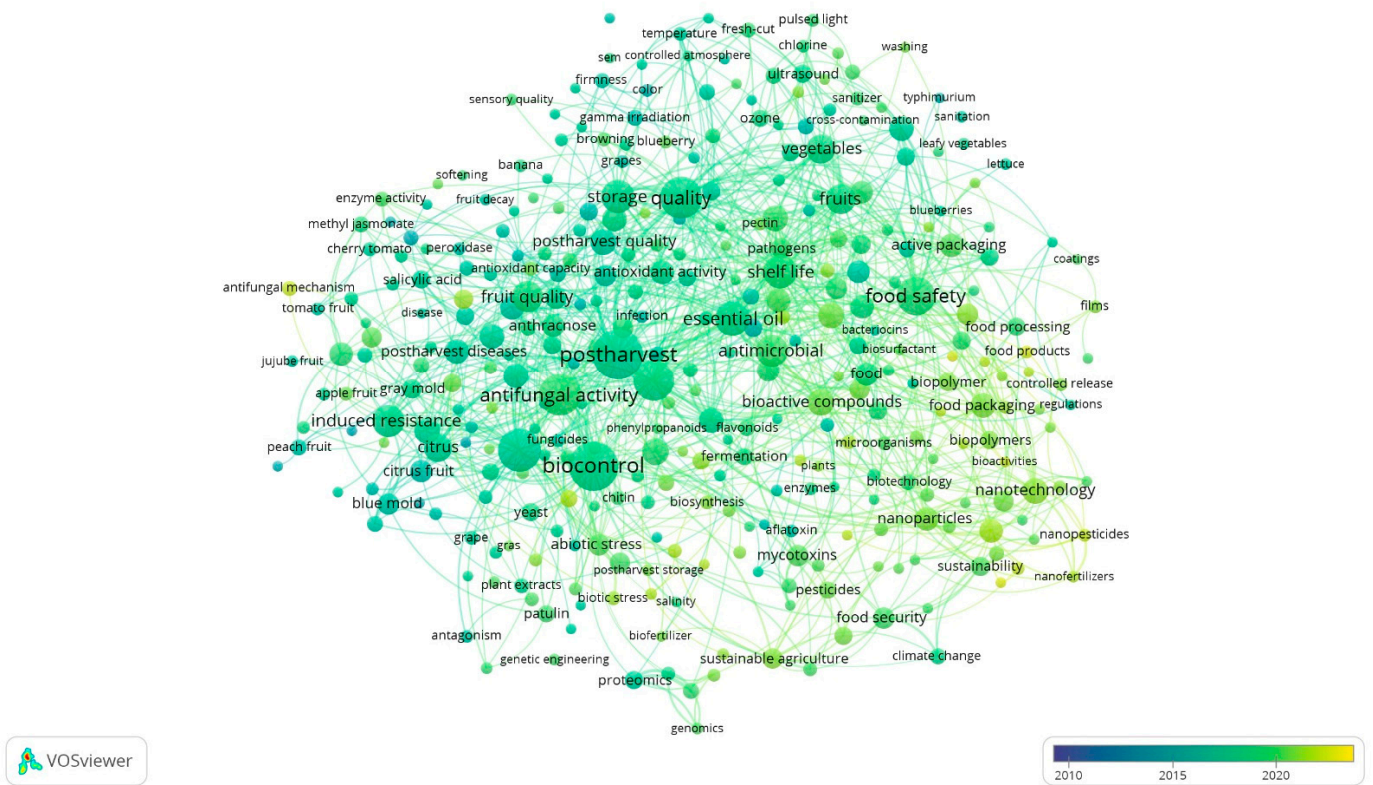 pulsed light
temperature
fresh-cut
chlorine
washing
sem
controlled atmosphere
ultrasound
firmness
color
sensory quality
sanitizer
typhimurium
gamma irradiation
ozone
cross-contamination
sanitation
browning
blueberry
vegetables
leafy vegetables
grapes
banana
lettuce
softening
enzyme activity
fruit decay
storage
quality
fruits
blueberries
methyl jasmonate
pectin
cherry tomato
peroxidase
postharvest quality
pathogens
active packaging
coatings
antioxidant capacity
antioxidant activity
shelf life
salicylic acid
antifungal mechanism
fruit quality
food safety
tomato fruit
disease
infection
essential oil
films
anthracnose
bacteriocins
food processing
postharvest diseases
postharvest
antimicrobial
biosurfactant
food products
jujube fruit
food
biopolymer
controlled release
apple fruit
gray mold
antifungal activity
bioactive compounds
food packaging
regulations
induced resistance
phenylpropanoids
flavonoids
peach fruit
citrus
fungicides
microorganisms
biopolymers
citrus fruit
biocontrol
fermentation
plants
bioactivities
biotechnology
enzymes
nanotechnology
blue mold
chitin
biosynthesis
yeast
nanoparticles
grape
gras
abiotic stress
aflatoxin
nanopesticides
mycotoxins
postharvest storage
sustainability
nanofertilizers
plant extracts
biotic stress
salinity
pesticides
patulin
food security
antagonism
biofertilizer
genetic engineering
sustainable agriculture
climate change
proteomics
genomics
VOSviewer
2010
2015
2020